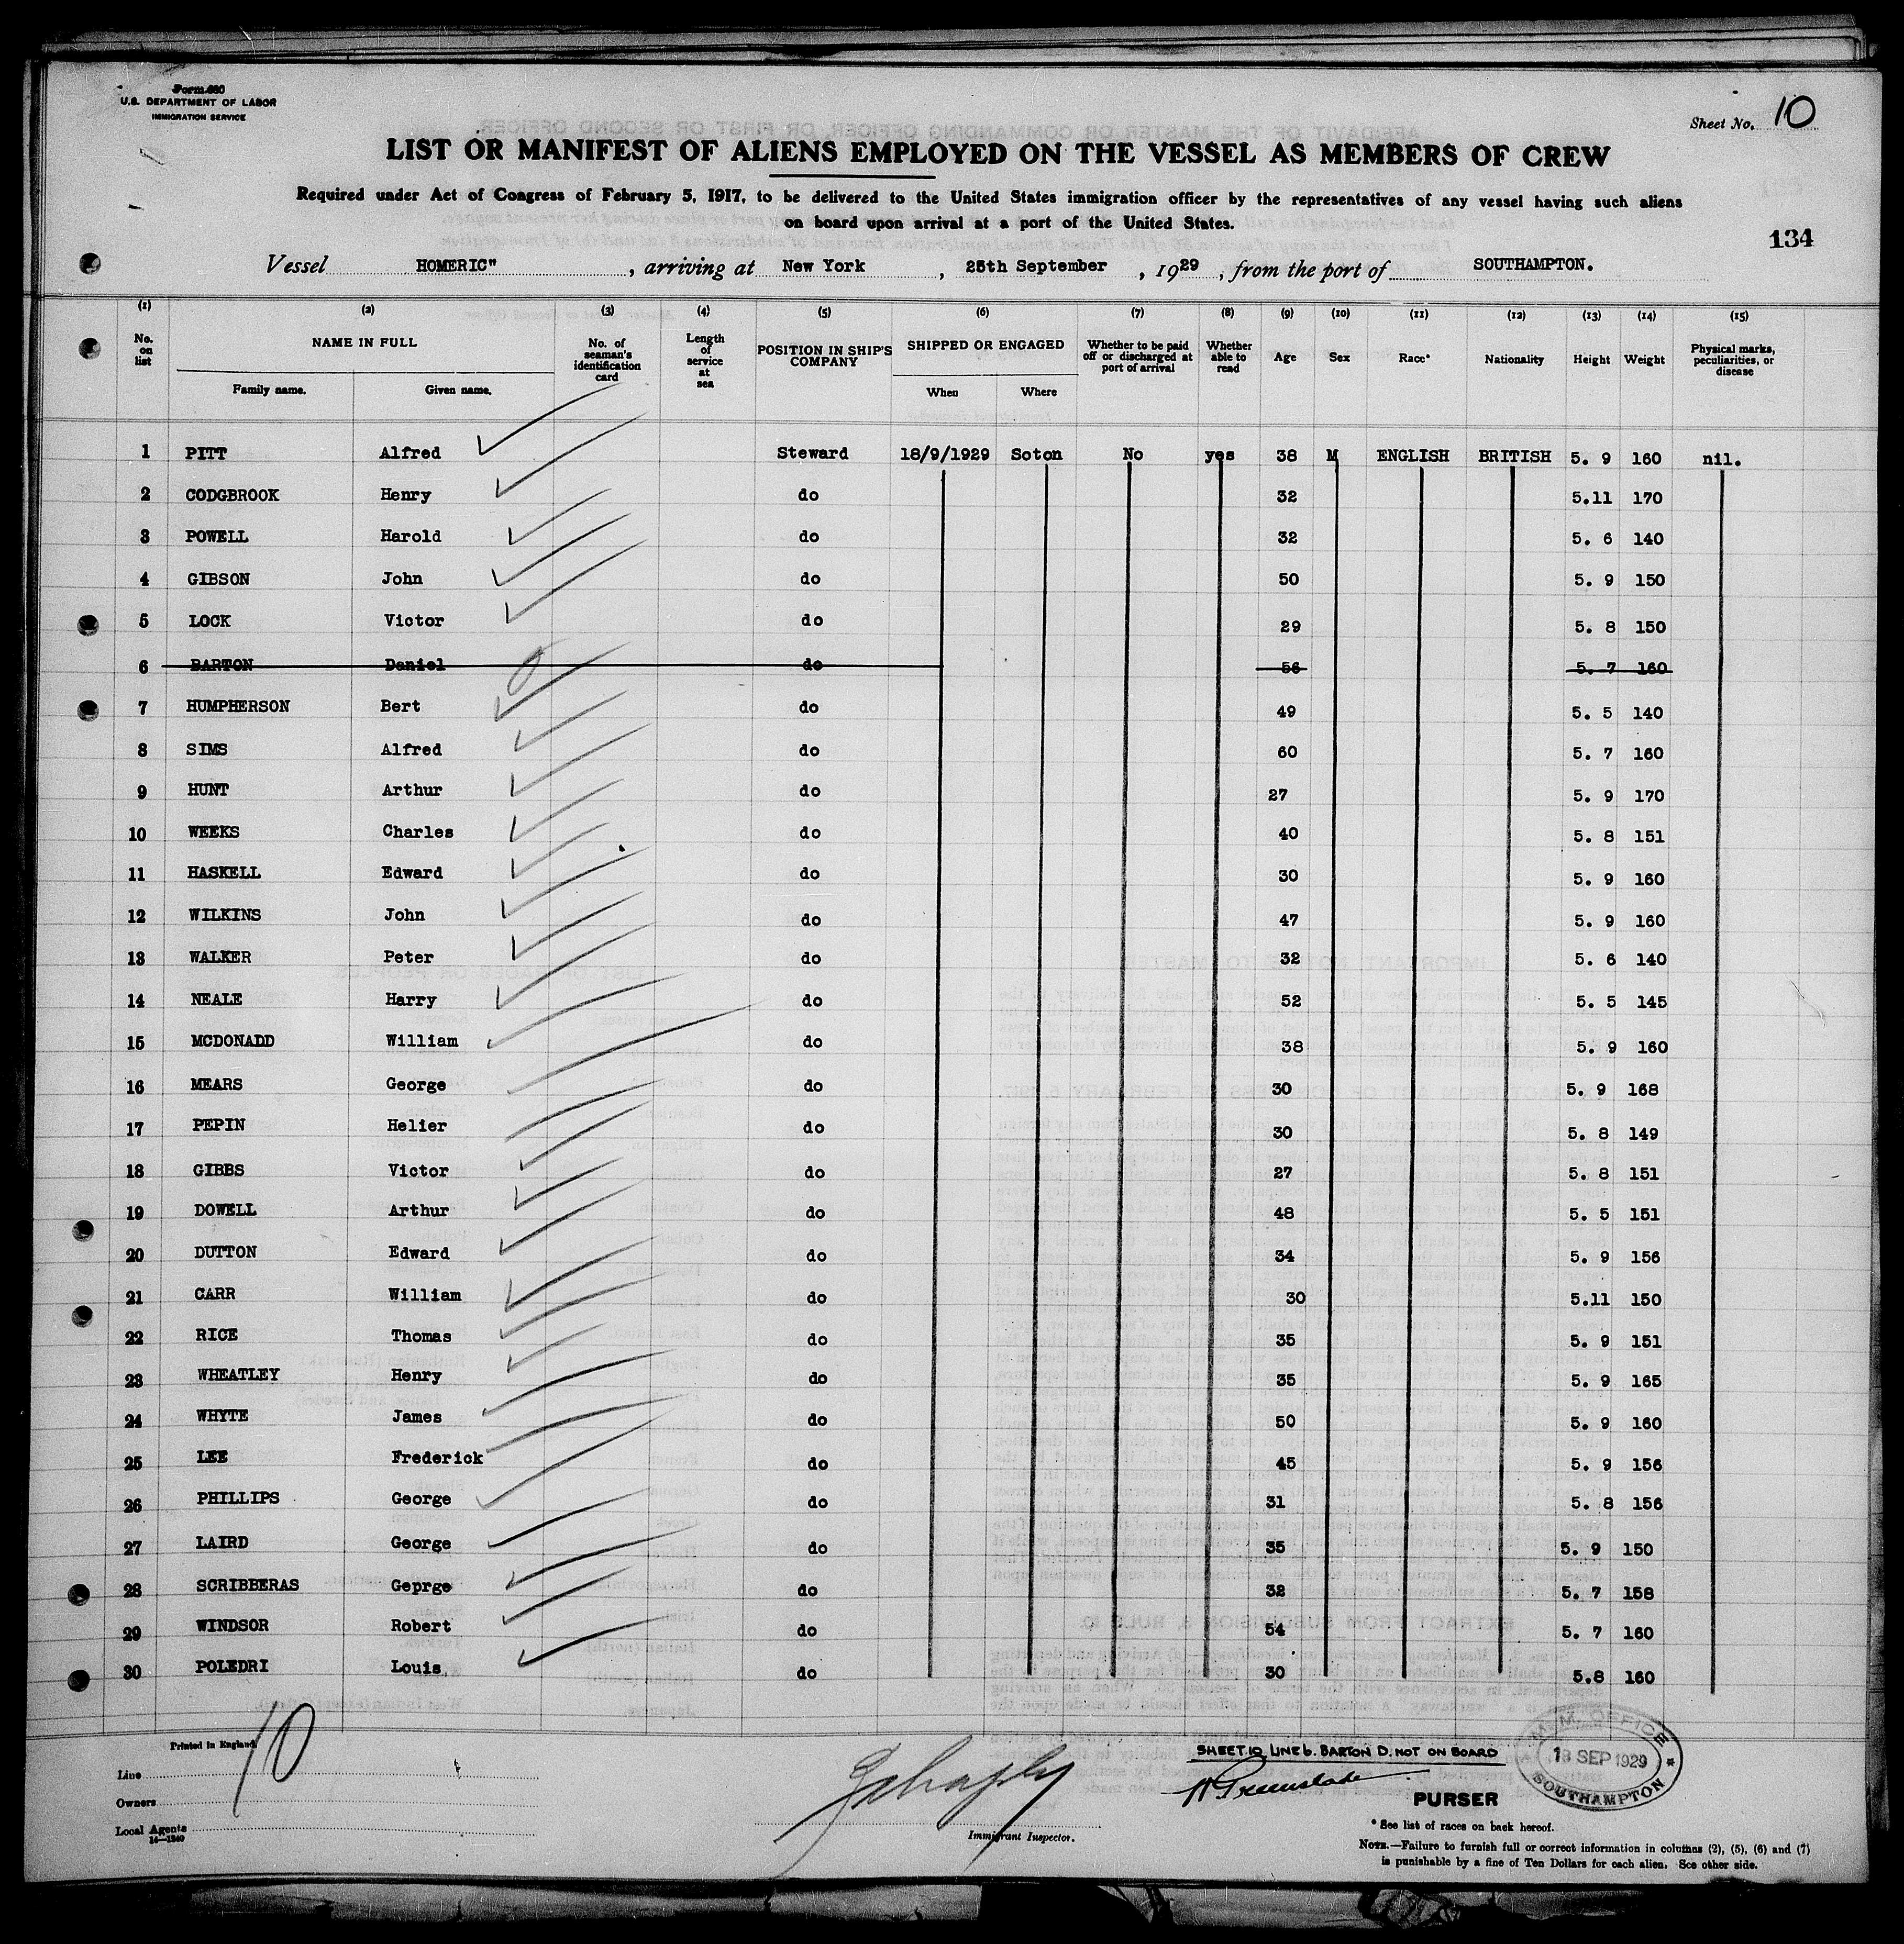 Form 680
U.S. DEPARTMENT OF LABOR
IMMIGRATION SERVICE
Sheet No. 10
LIST OR MANIFEST OF ALIENS EMPLOYED ON THE VESSEL AS MEMBERS OF CREW
Required under Act of Congress of February 5, 1917, to be delivered to the United States immigration officer by the representatives of any vessel having such aliens
on board upon arrival at a port of the United States.
134
Vessel HOMERIC", arriving at New York, 25th September, 1929, from the port of SOUTHAMPTON.
(1) (2) (3) (4) (5) (6) (7) (8) (9) (10) (11) (12) (13) (14) (15)
No. on list NAME IN FULL Family name. Given name. No. of seaman's identification card Length of service at sea POSITION IN SHIP'S COMPANY SHIPPED OR ENGAGED When Where Whether to be paid off or discharged at port of arrival Whether able to read Age Sex Race* Nationality Height Weight Physical marks, peculiarities, or disease
1 PITT Alfred Steward 18/9/1929 Soton No yes 38 M ENGLISH BRITISH 5. 9 160 nil.
2 CODGBROOK Henry do 32 5.11 170
3 POWELL Harold do 32 5. 6 140
4 GIBSON John do 50 5. 9 150
5 LOCK Victor do 29 5. 8 150
6 BARTON Daniel do 56 5. 7 160
7 HUMPHERSON Bert do 49 5. 5 140
8 SIMS Alfred do 60 5. 7 160
9 HUNT Arthur do 27 5. 9 170
10 WEEKS Charles do 40 5. 8 151
11 HASKELL Edward do 30 5. 9 160
12 WILKINS John do 47 5. 9 160
13 WALKER Peter do 32 5. 6 140
14 NEALE Harry do 52 5. 5 145
15 MCDONADD William do 38 5. 9 160
16 MEARS George do 30 5. 9 168
17 PEPIN Helier do 30 5. 8 149
18 GIBBS Victor do 27 5. 8 151
19 DOWELL Arthur do 48 5. 5 151
20 DUTTON Edward do 34 5. 9 156
21 CARR William do 30 5.11 150
22 RICE Thomas do 35 5. 9 151
23 WHEATLEY Henry do 35 5. 9 165
24 WHYTE James do 50 5. 9 160
25 LEE Frederick do 45 5. 9 156
26 PHILLIPS George do 31 5. 8 156
27 LAIRD George do 35 5. 9 150
28 SCRIBBERAS Geprge do 32 5. 7 158
29 WINDSOR Robert do 54 5. 7 160
30 POLEDRI Louis. do 30 5.8 160
Printed in England
10
SHEET 10 LINE 6. BARTON D. NOT ON BOARD
M.M. OFFICE
18 SEP 1929
SOUTHAMPTON
Line
Owners
Local Agents
14—1240
Immigrant Inspector.
PURSER
* See list of races on back hereof.
NOTE.—Failure to furnish full or correct information in columns (2), (5), (6) and (7)
is punishable by a fine of Ten Dollars for each alien. See other side.